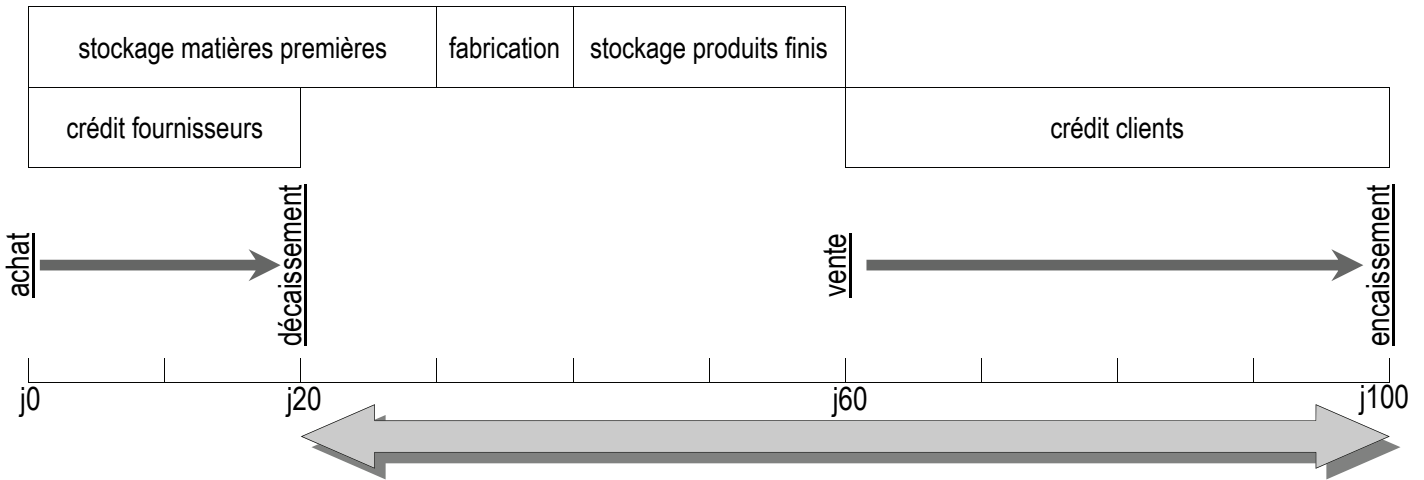 stockage matières premières
fabrication
stockage produits finis
crédit fournisseurs
crédit clients
achat
décaissement
vente
encaissement
j0
j20
j60
j100